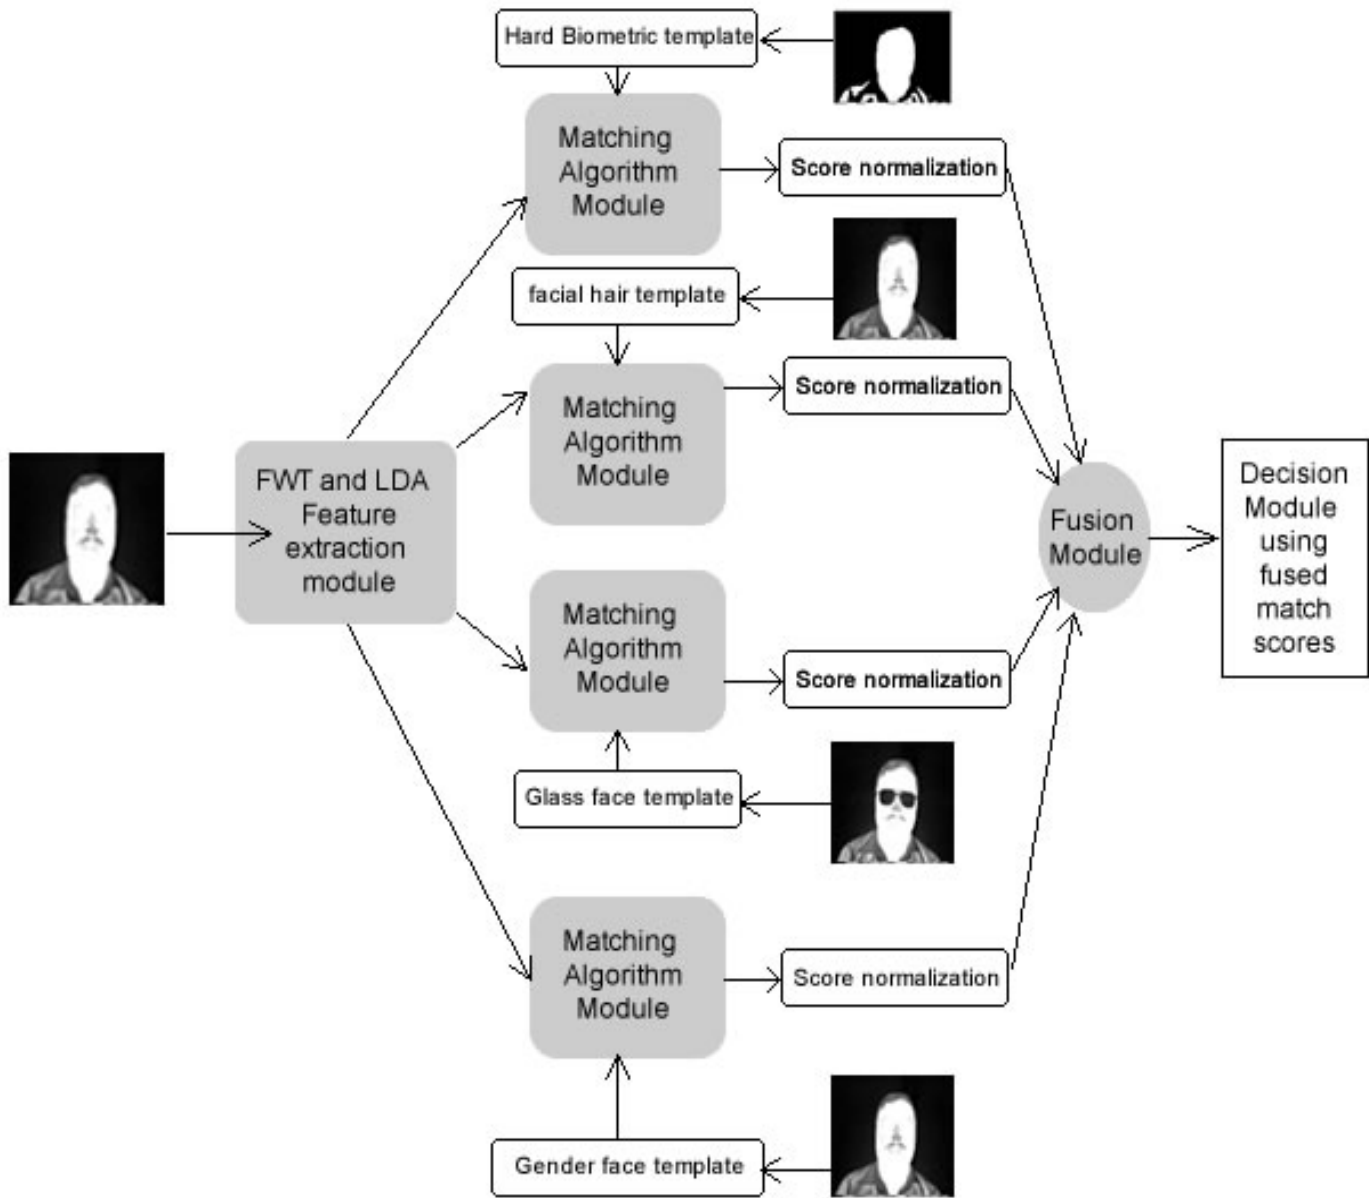 Hard Biometric template
Matching
Algorithm
Module
Score normalization
facial hair template
Matching
Algorithm
Module
Score normalization
FWT and LDA
Feature
extraction
module
Fusion
Module
Decision
Module
using
fused
match
scores
Matching
Algorithm
Module
Score normalization
Glass face template
Matching
Algorithm
Module
Score normalization
Gender face template